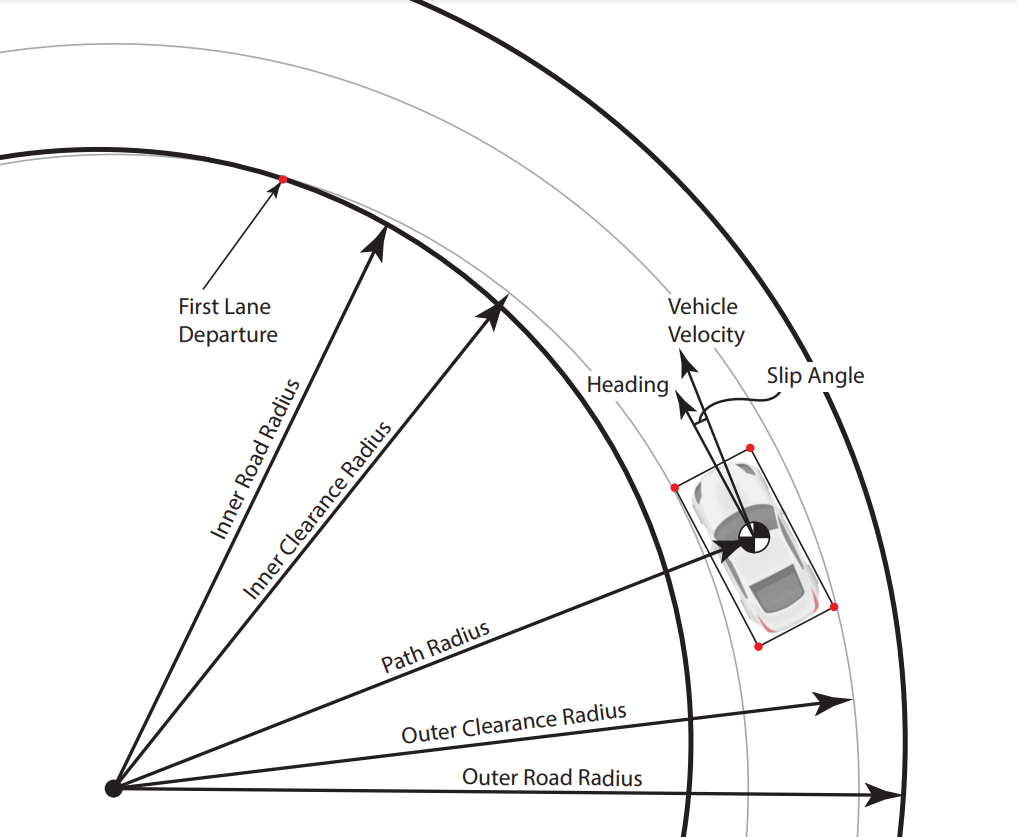 Vehicle
Velocity
First Lane
Departure
Heading
Slip Angle
Inner Road Radius
Inner Clearance Radius
Path Radius
Outer Clearance Radius
Outer Road Radius